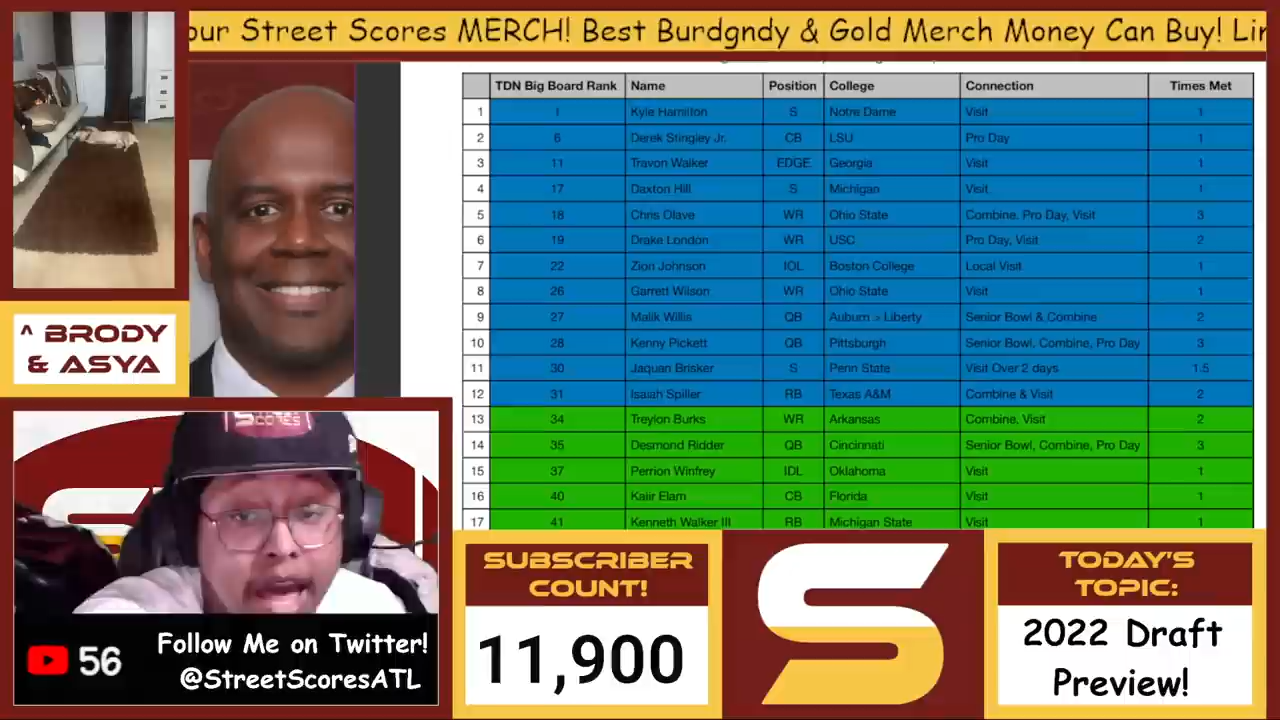 our Street Scores MERCH! Best Burdgndy & Gold Merch Money Can Buy! Lin
TDN Big Board Rank Name Position College Connection Times Met
1 1 Kyle Hamilton S Notre Dame Visit 1
2 6 Derek Stingley Jr. CB LSU Pro Day 1
3 11 Travon Walker EDGE Georgia Visit 1
4 17 Daxton Hill S Michigan Visit 1
5 18 Chris Olave WR Ohio State Combine, Pro Day, Visit 3
6 19 Drake London WR USC Pro Day, Visit 2
7 22 Zion Johnson IOL Boston College Local Visit 1
8 26 Garrett Wilson WR Ohio State Visit 1
9 27 Malik Willis QB Auburn > Liberty Senior Bowl & Combine 2
10 28 Kenny Pickett QB Pittsburgh Senior Bowl, Combine, Pro Day 3
11 30 Jaquan Brisker S Penn State Visit Over 2 days 1.5
12 31 Isaiah Spiller RB Texas A&M Combine & Visit 2
13 34 Treylon Burks WR Arkansas Combine, Visit 2
14 35 Desmond Ridder QB Cincinnati Senior Bowl, Combine, Pro Day 3
15 37 Perrion Winfrey IDL Oklahoma Visit 1
16 40 Kaiir Elam CB Florida Visit 1
17 41 Kenneth Walker III RB Michigan State Visit 1
^ BRODY
& ASYA
SCORES
56
Follow Me on Twitter!
@StreetScoresATL
SUBSCRIBER
COUNT!
11,900
S
TODAY'S
TOPIC:
2022 Draft
Preview!